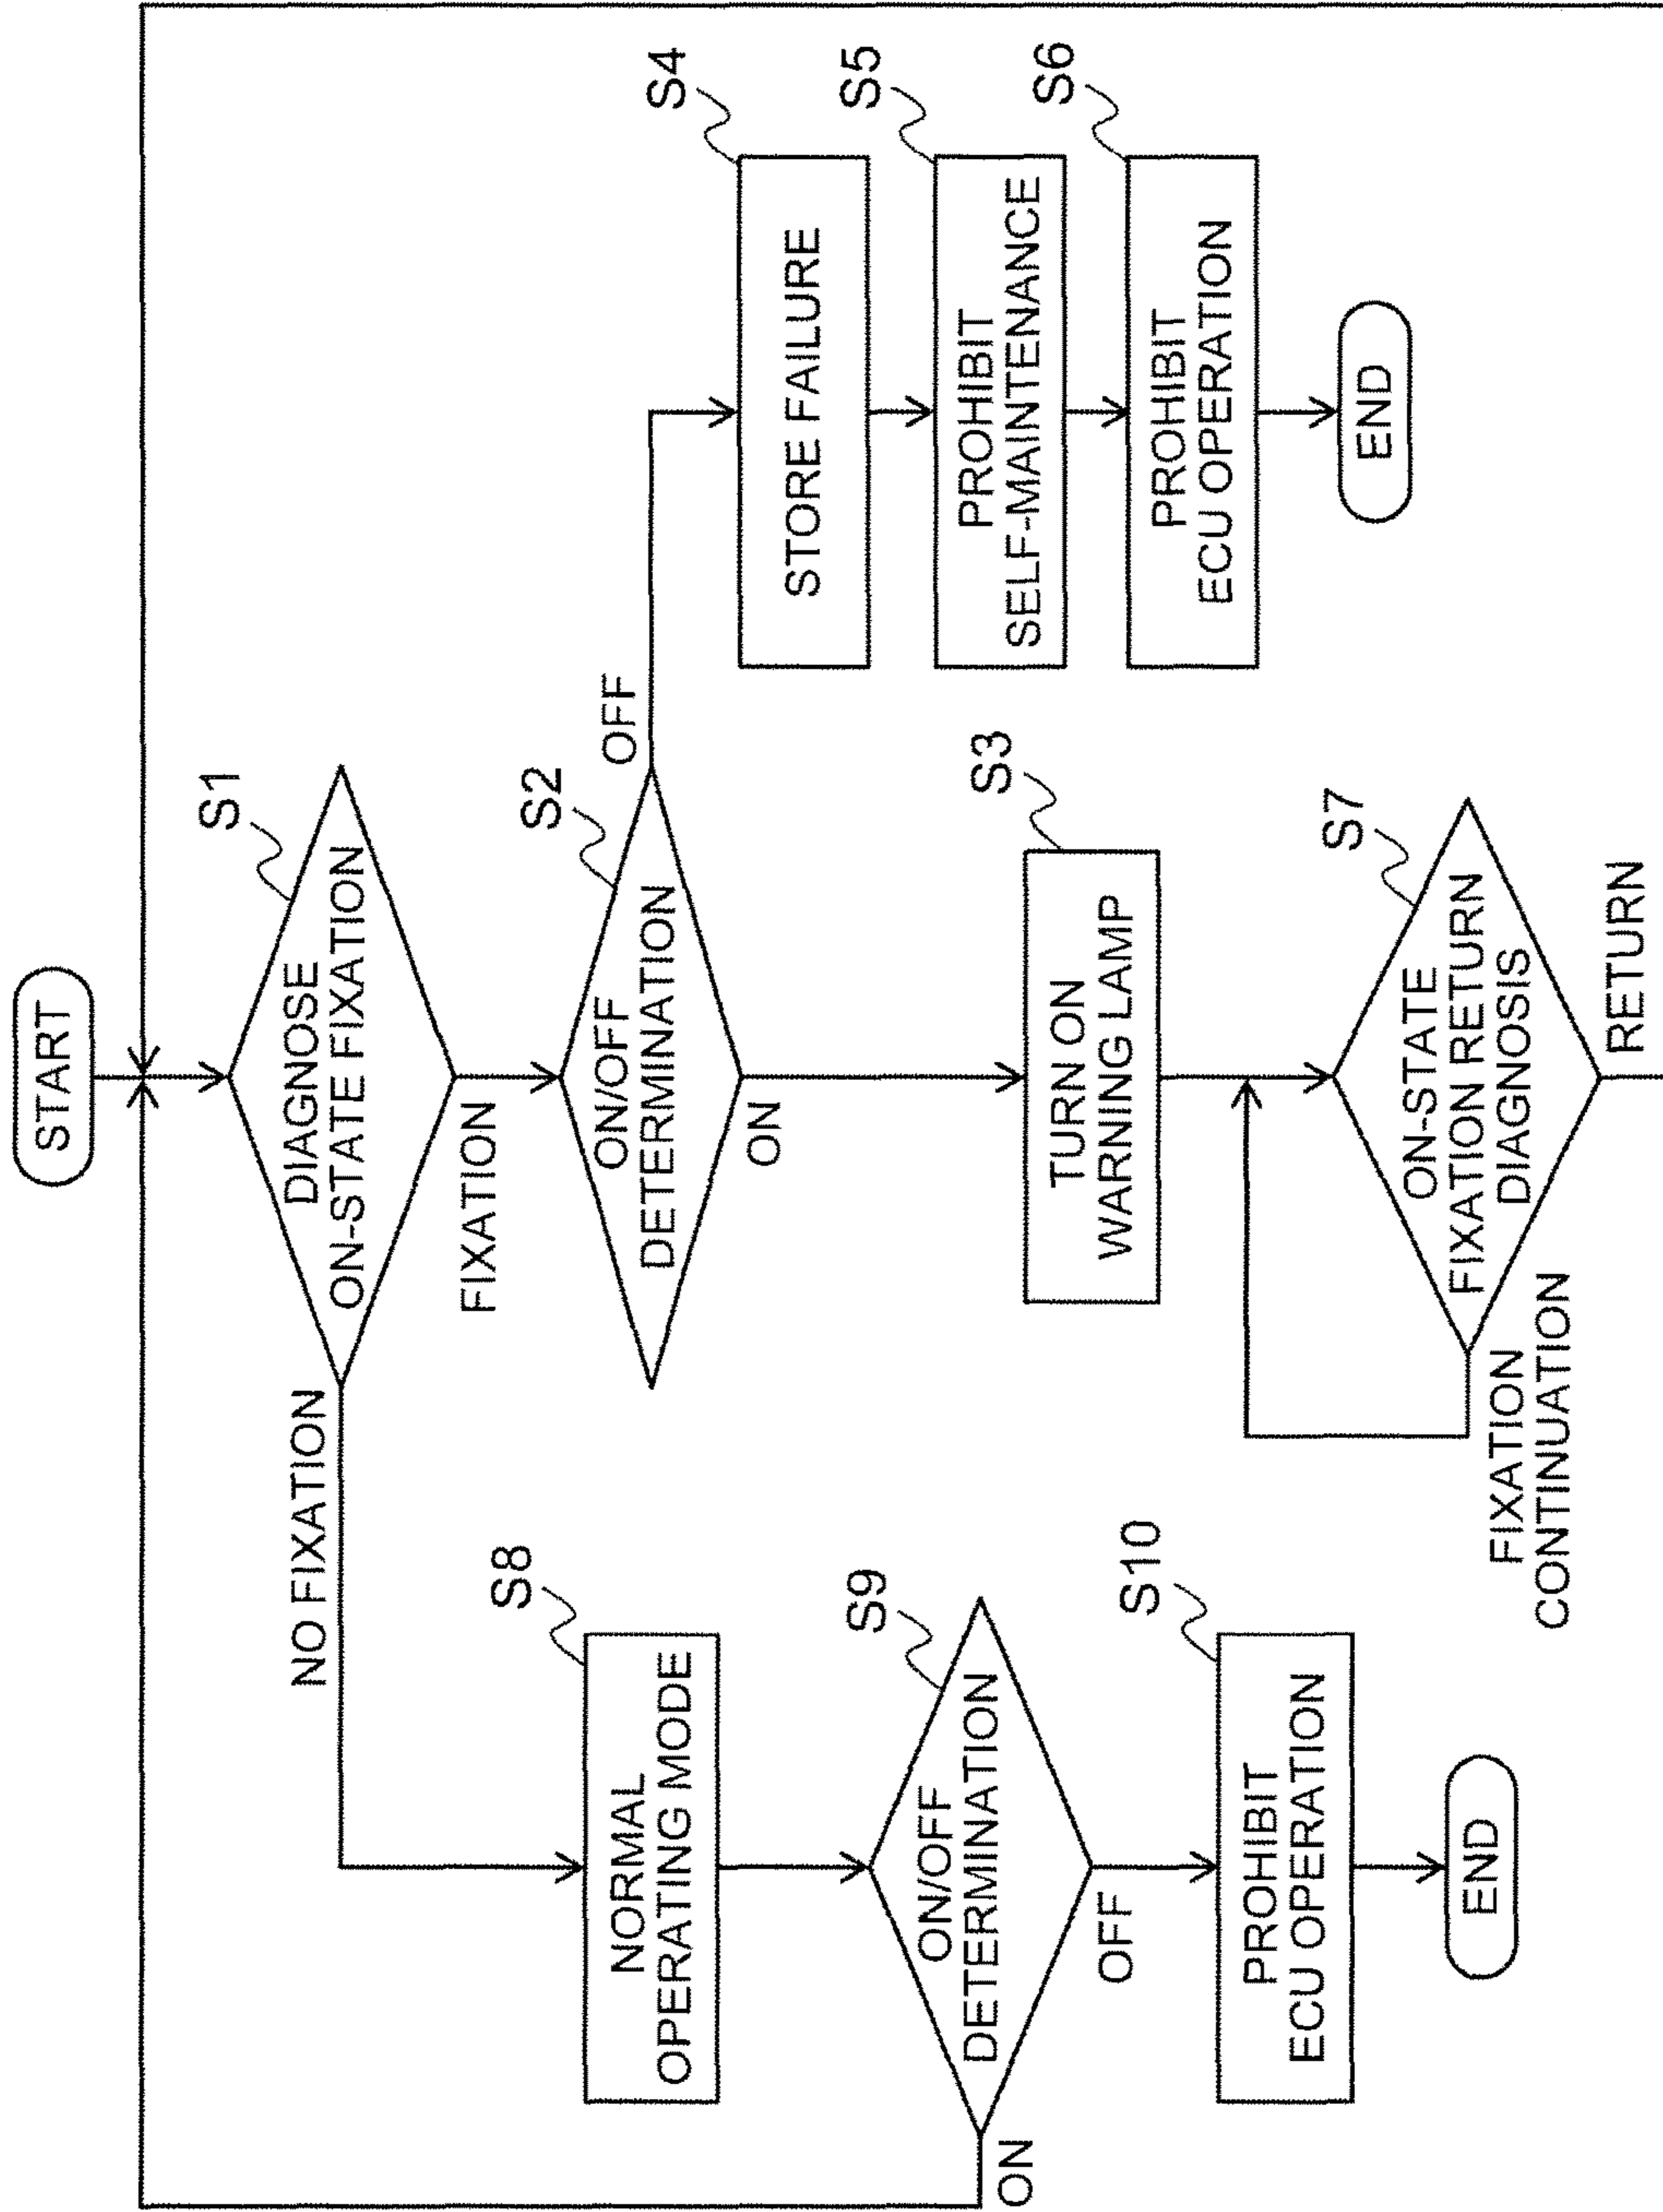 START
S1
DIAGNOSE
ON-STATE FIXATION
NO FIXATION
FIXATION
S2
ON/OFF
DETERMINATION
OFF
ON
S8
NORMAL
OPERATING MODE
S4
STORE FAILURE
S9
ON/OFF
DETERMINATION
ON
OFF
S5
PROHIBIT
SELF-MAINTENANCE
S3
TURN ON
WARNING LAMP
S6
PROHIBIT
ECU OPERATION
S10
PROHIBIT
ECU OPERATION
S7
ON-STATE
FIXATION RETURN
DIAGNOSIS
FIXATION
CONTINUATION
RETURN
END
END